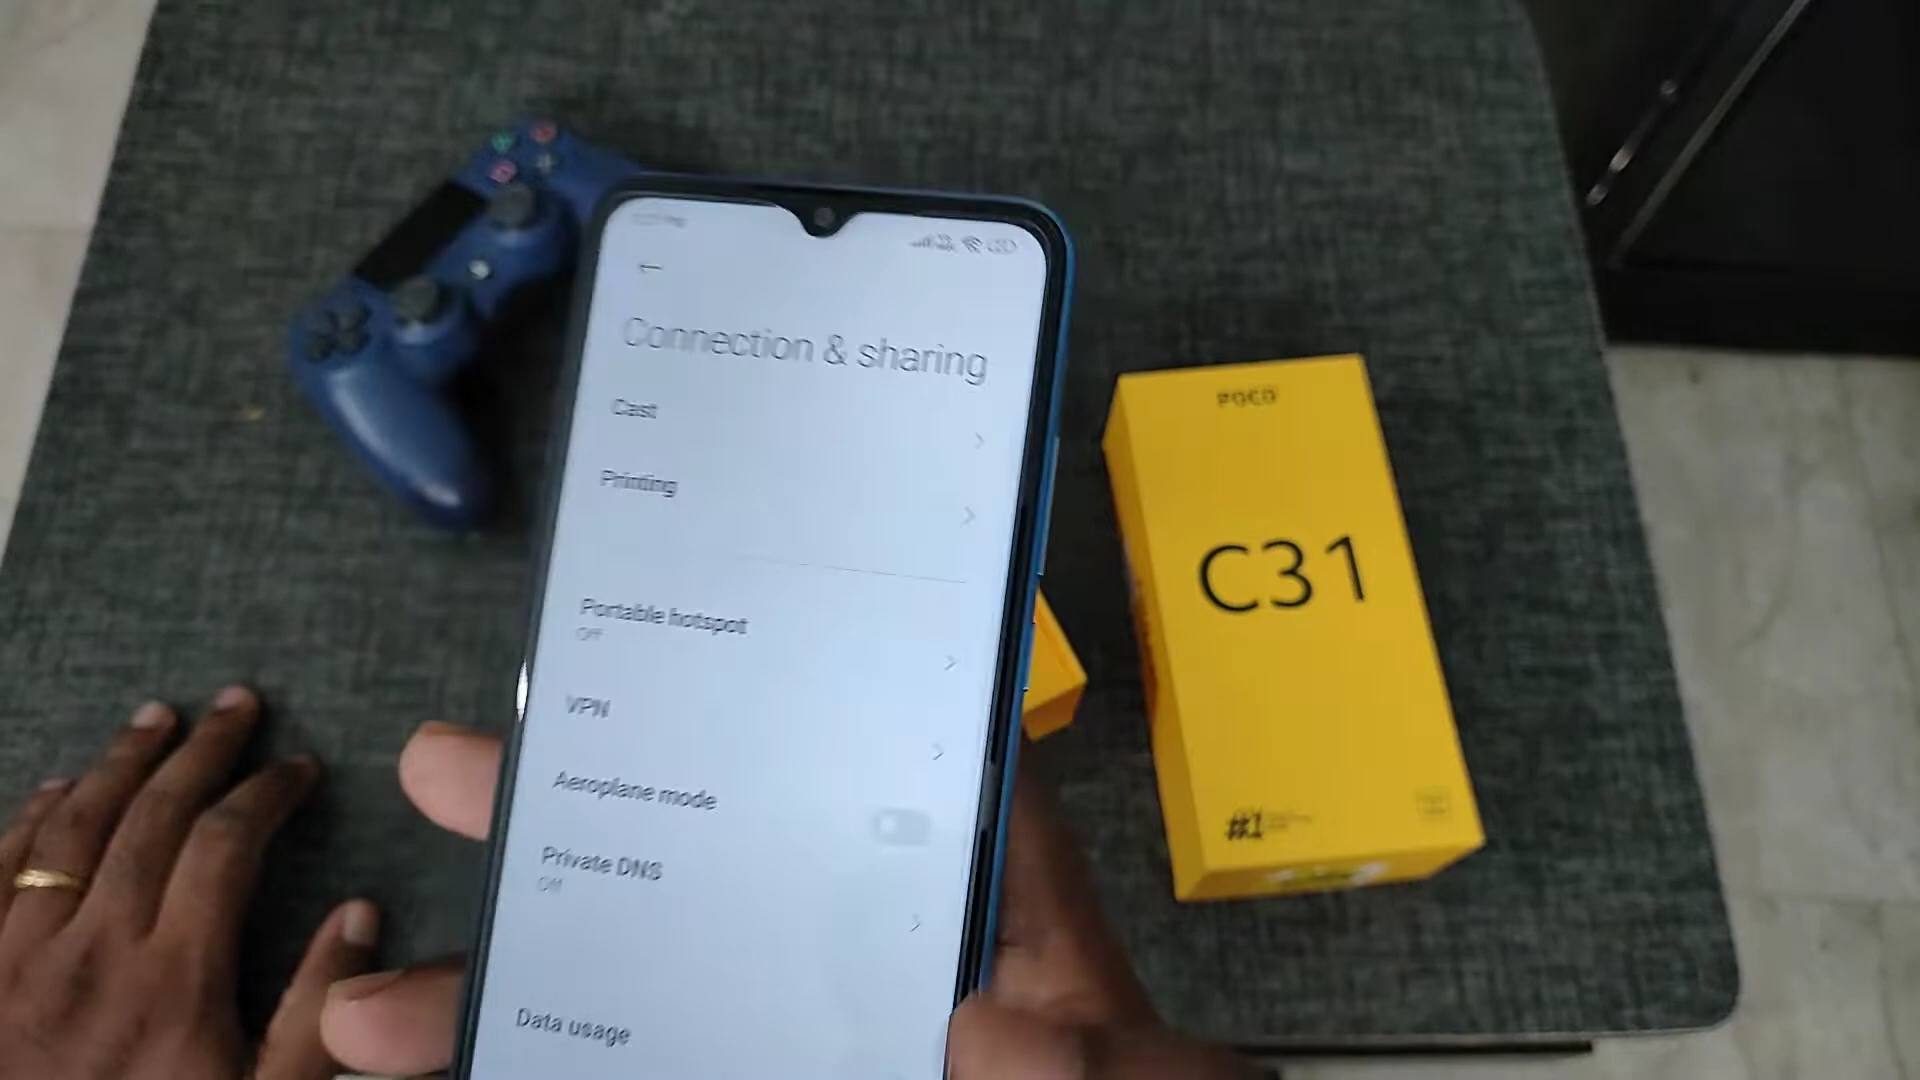 Connection & sharing
Cast
Printing
Portable hotspot
Off
VPN
Aeroplane mode
Private DNS
Off
Data usage
POCO
C31
#1